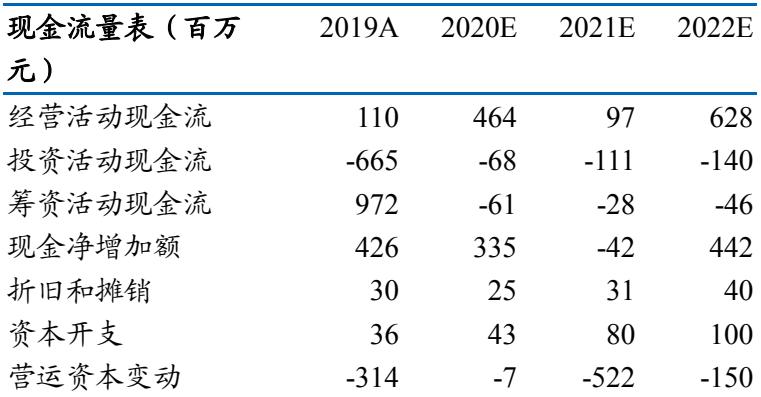 现金流量表（百万 2019A 2020E 2021E 2022E
元）
经营活动现金流 110 464 97 628
投资活动现金流 -665 -68 -111 -140
筹资活动现金流 972 -61 -28 -46
现金净增加额 426 335 -42 442
折旧和摊销 30 25 31 40
资本开支 36 43 80 100
营运资本变动 -314 -7 -522 -150